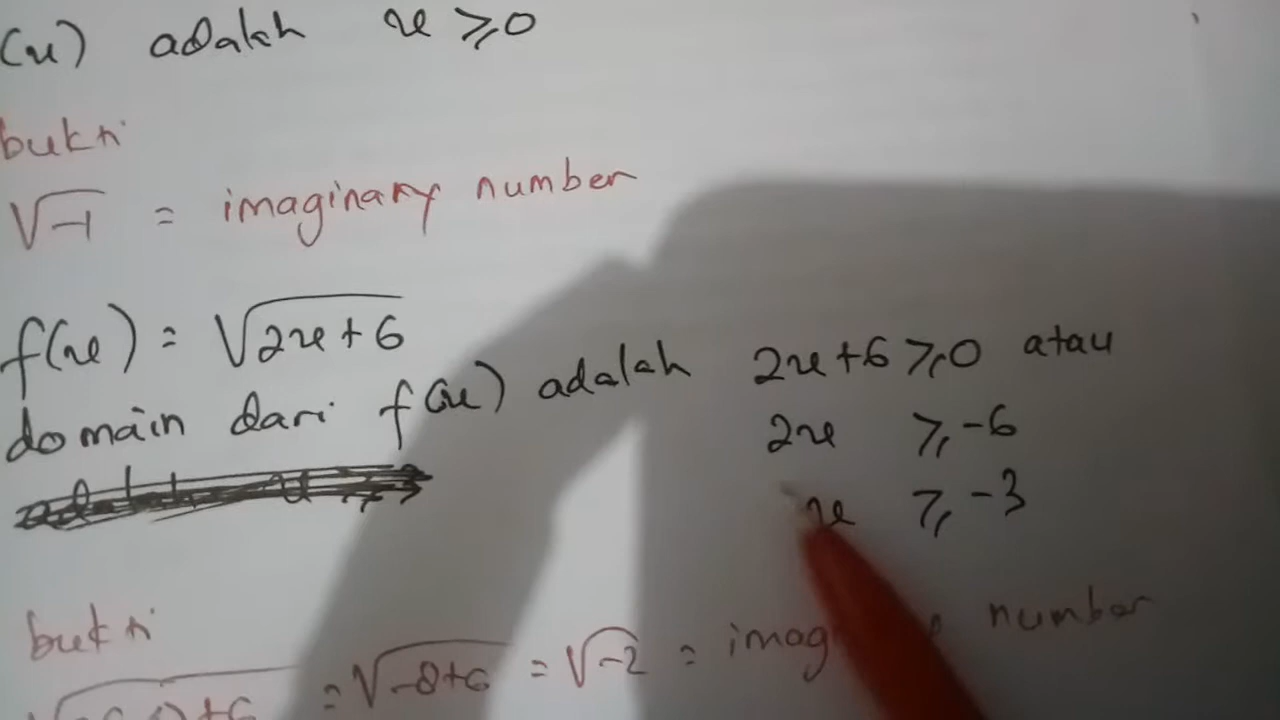 (x) adalah x ≥ 0
bukti
√-1 = imaginary number
f(x) = √2x+6
domain dari f(x) adalah 2x+6 ≥ 0 atau
2x ≥ -6
x ≥ -3
bukti
= √-8+6 = √-2 = number